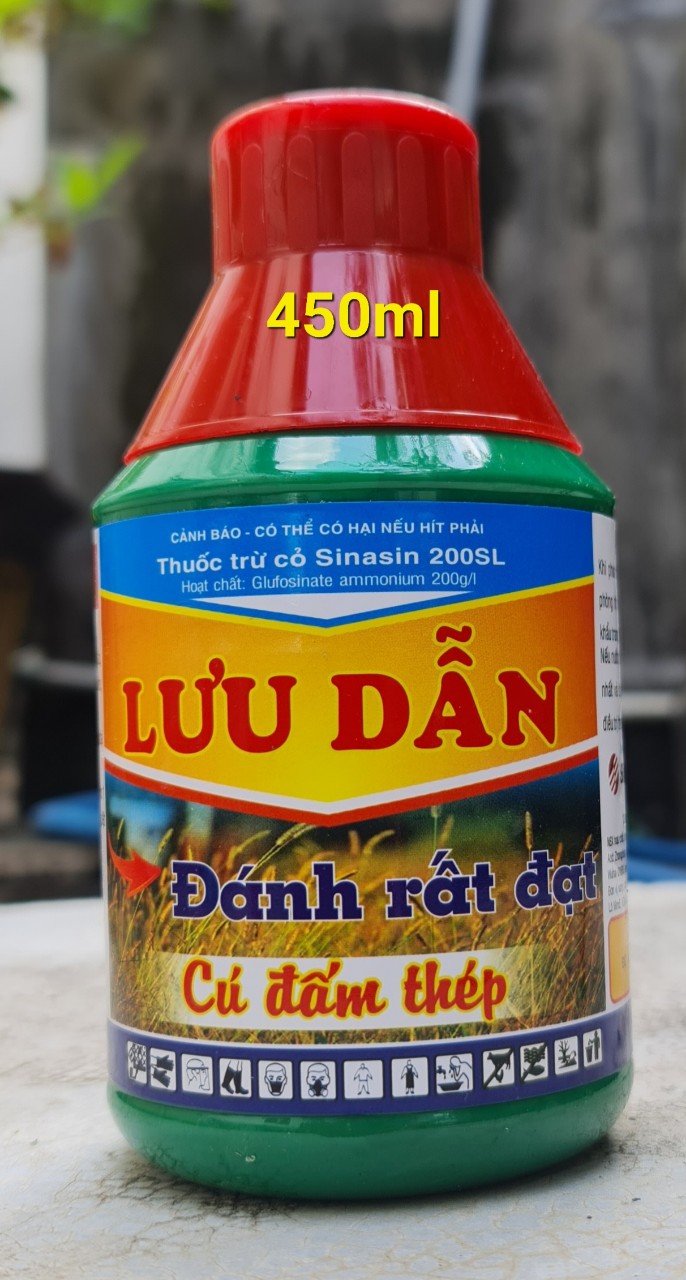 450ml
CẢNH BÁO - CÓ THỂ CÓ HẠI NẾU HÍT PHẢI
Thuốc trừ cỏ Sinasin 200SL
Hoạt chất: Glufosinate ammonium 200g/l
LƯU DẪN
Đánh rất đạt
Cú đấm thép